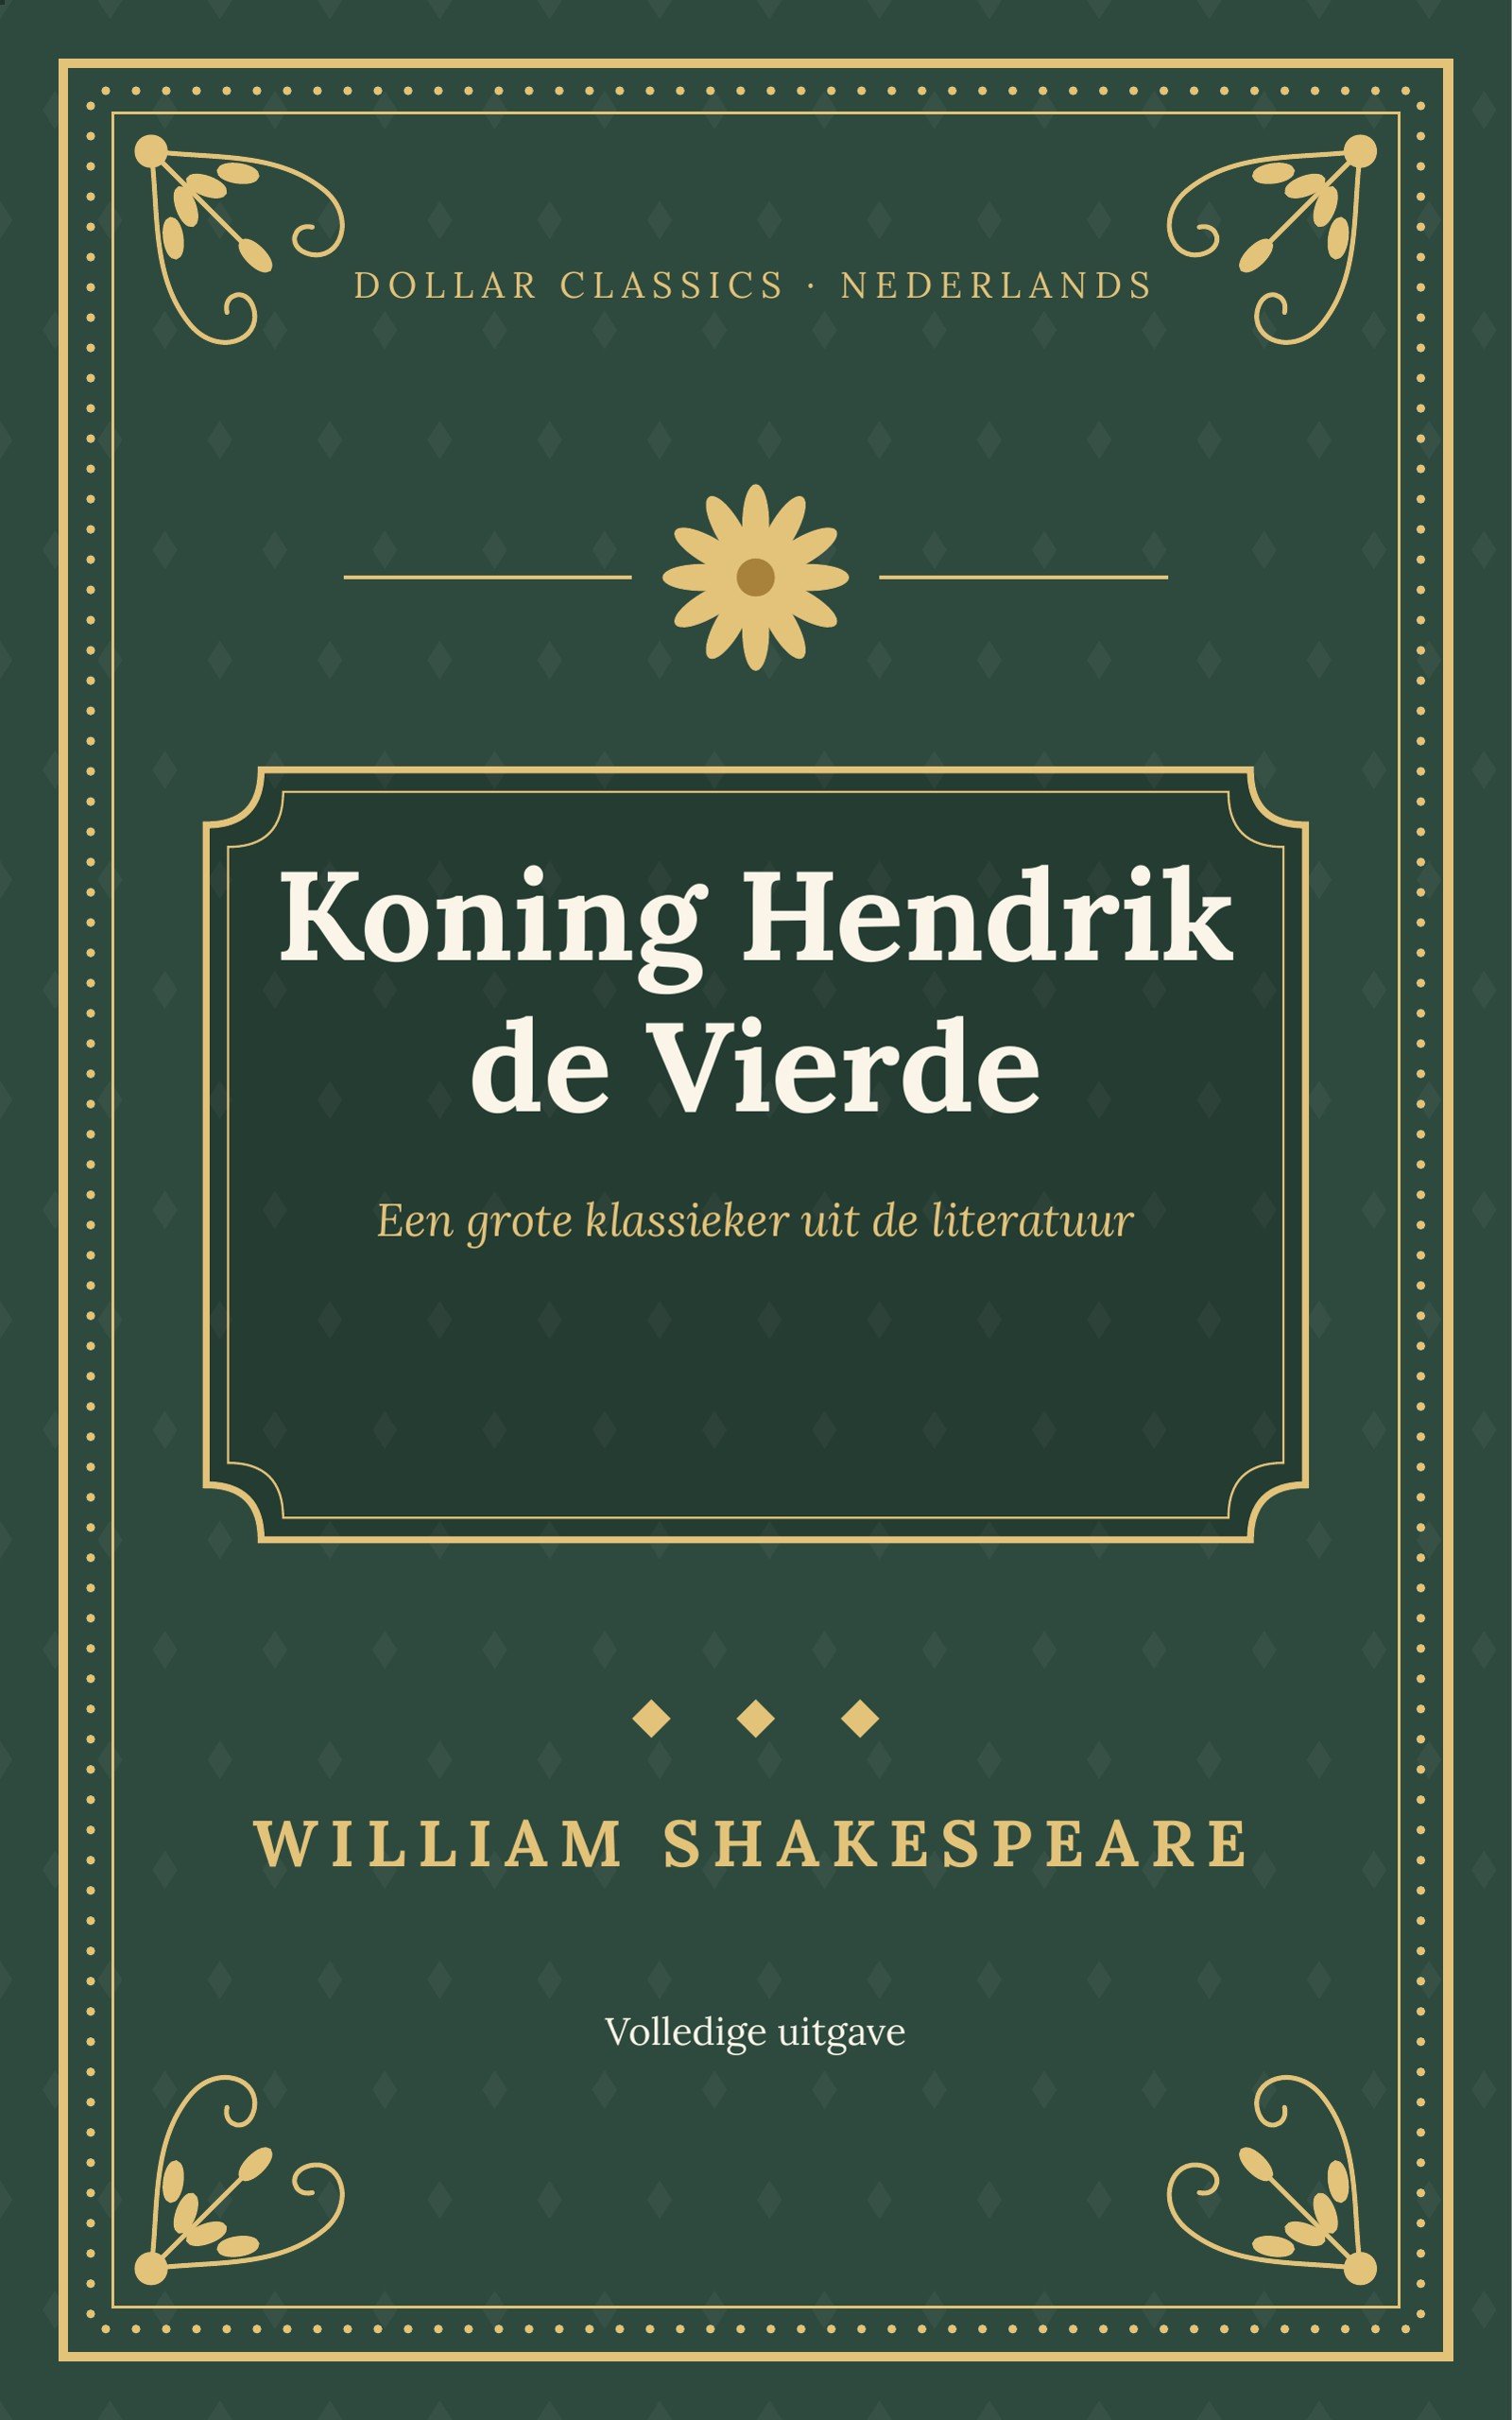 DOLLAR CLASSICS · NEDERLANDS
Koning Hendrik
de Vierde
Een grote klassieker uit de literatuur
WILLIAM SHAKESPEARE
Volledige uitgave